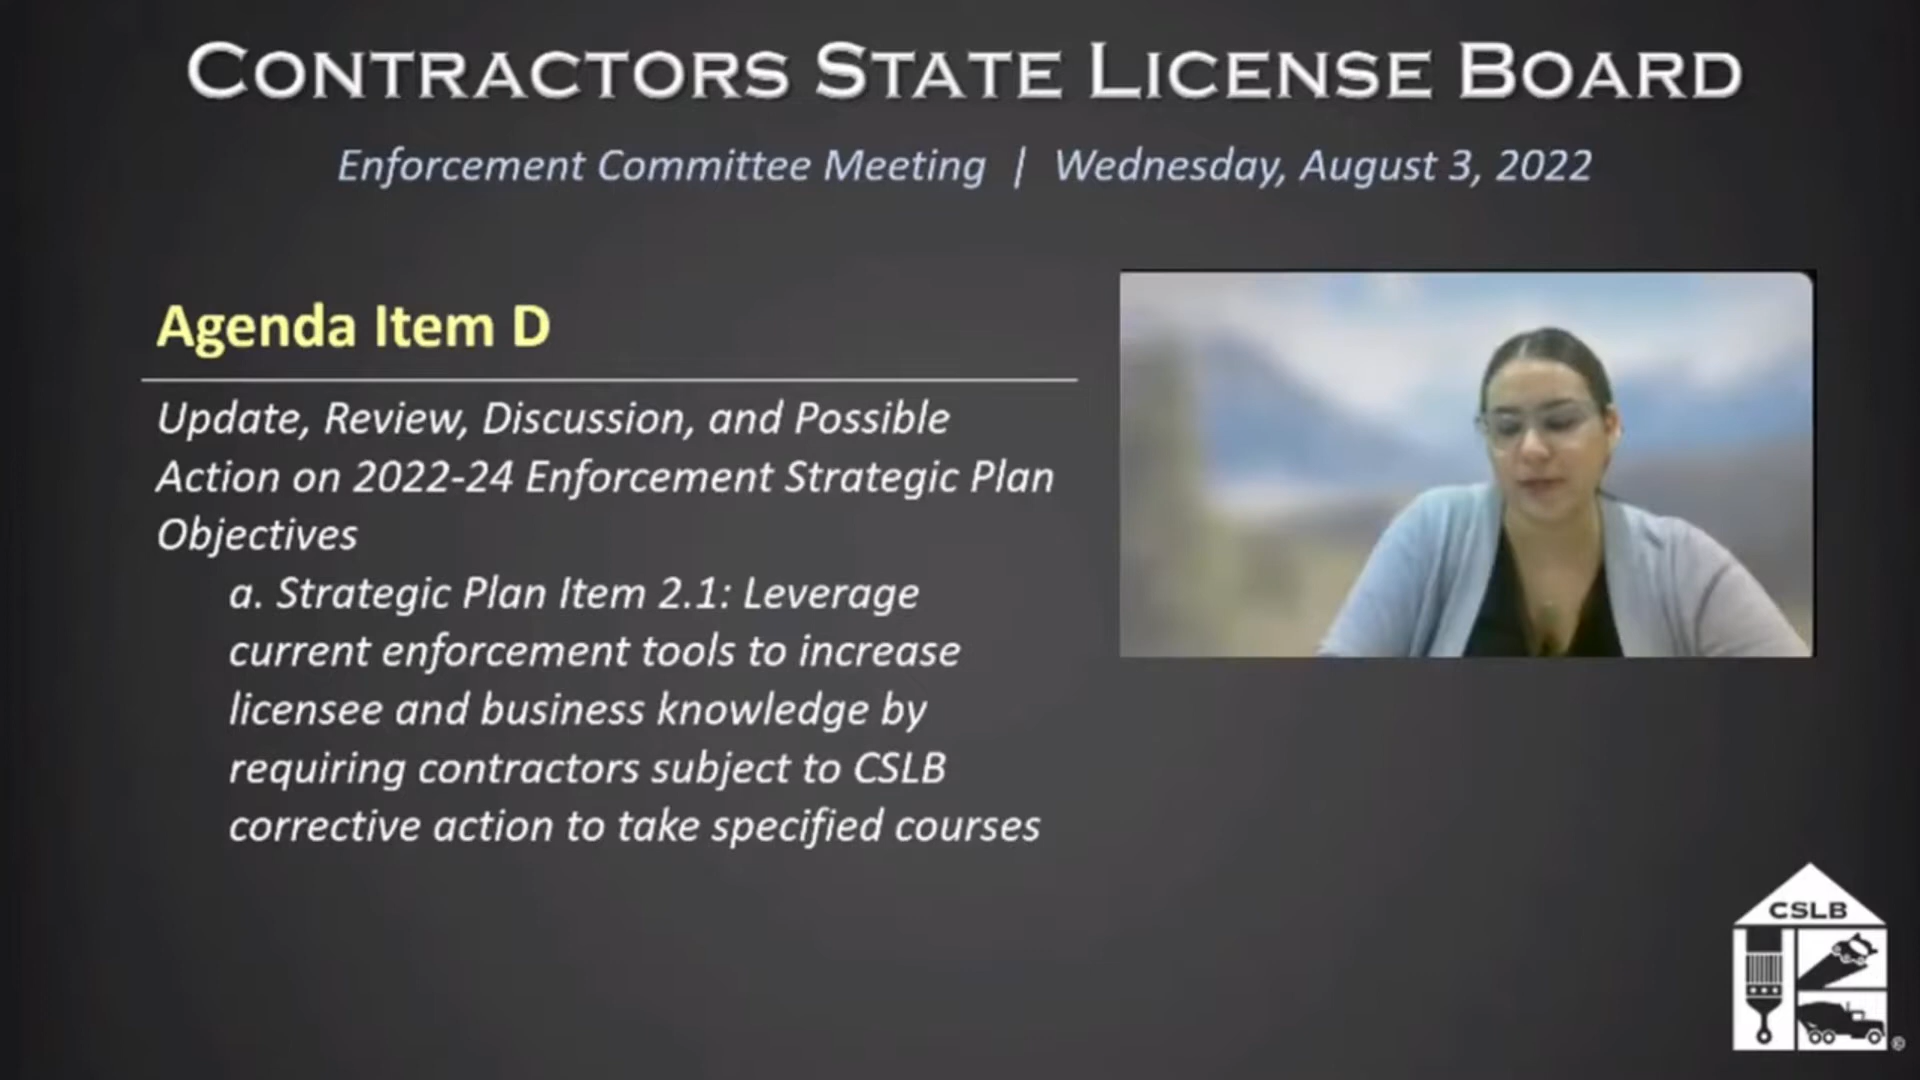 CONTRACTORS STATE LICENSE BOARD
Enforcement Committee Meeting | Wednesday, August 3, 2022
Agenda Item D
Update, Review, Discussion, and Possible
Action on 2022-24 Enforcement Strategic Plan
Objectives
a. Strategic Plan Item 2.1: Leverage
current enforcement tools to increase
licensee and business knowledge by
requiring contractors subject to CSLB
corrective action to take specified courses
CSLB
©